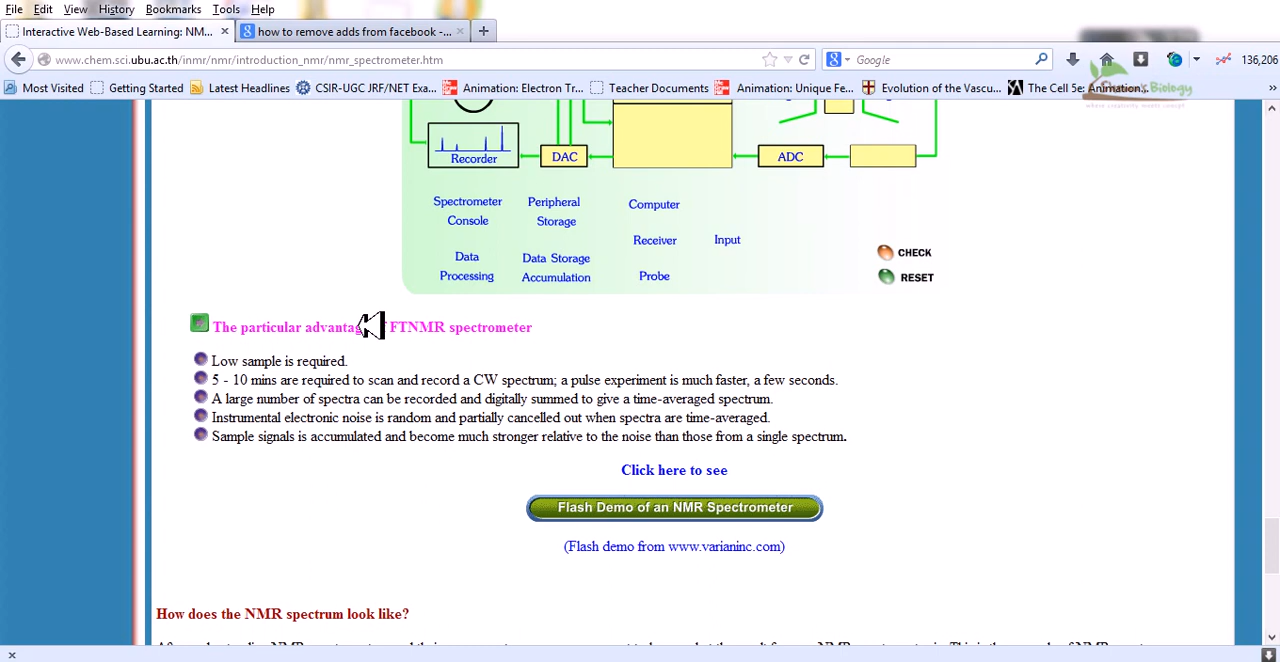 File Edit View History Bookmarks Tools Help
Interactive Web-Based Learning: NM... × how to remove adds from facebook -... × +
www.chem.sci.ubu.ac.th/inmr/nmr/introduction_nmr/nmr_spectrometer.htm Google 136,206
Most Visited Getting Started Latest Headlines CSIR-UGC JRF/NET Exa... Animation: Electron Tr... Teacher Documents Animation: Unique Fe... Evolution of the Vascu... The Cell 5e: Animation... »
Recorder DAC ADC
Spectrometer Peripheral Computer
Console Storage
Receiver Input
Data Data Storage CHECK
Processing Accumulation Probe RESET
The particular FTNMR spectrometer
Low sample is required.
5 - 10 mins are required to scan and record a CW spectrum; a pulse experiment is much faster, a few seconds.
A large number of spectra can be recorded and digitally summed to give a time-averaged spectrum.
Instrumental electronic noise is random and partially cancelled out when spectra are time-averaged.
Sample signals is accumulated and become much stronger relative to the noise than those from a single spectrum.
Click here to see
Flash Demo of an NMR Spectrometer
(Flash demo from www.varianinc.com)
How does the NMR spectrum look like?